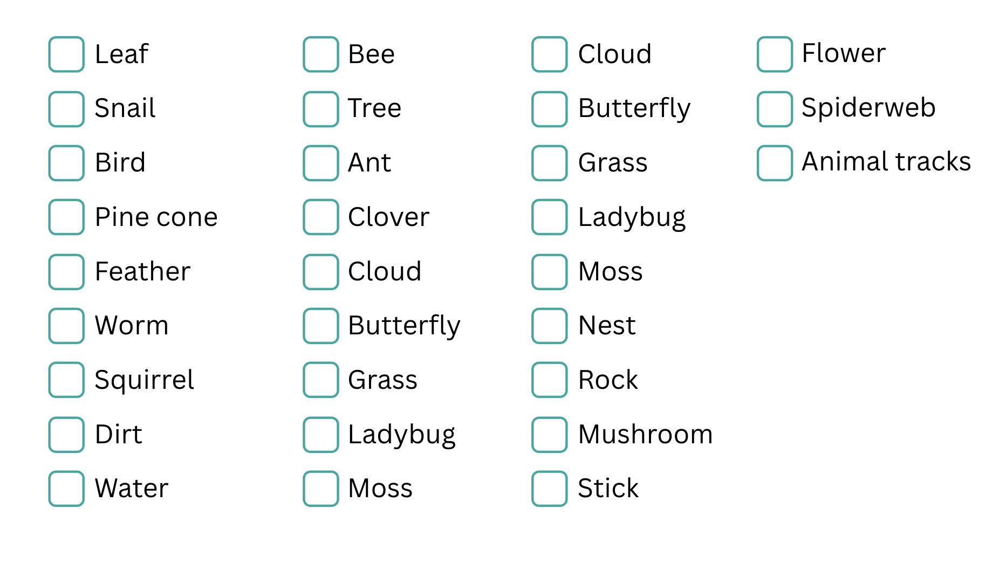 Leaf
Snail
Bird
Pine cone
Feather
Worm
Squirrel
Dirt
Water
Bee
Tree
Ant
Clover
Cloud
Butterfly
Grass
Ladybug
Moss
Cloud
Butterfly
Grass
Ladybug
Moss
Nest
Rock
Mushroom
Stick
Flower
Spiderweb
Animal tracks